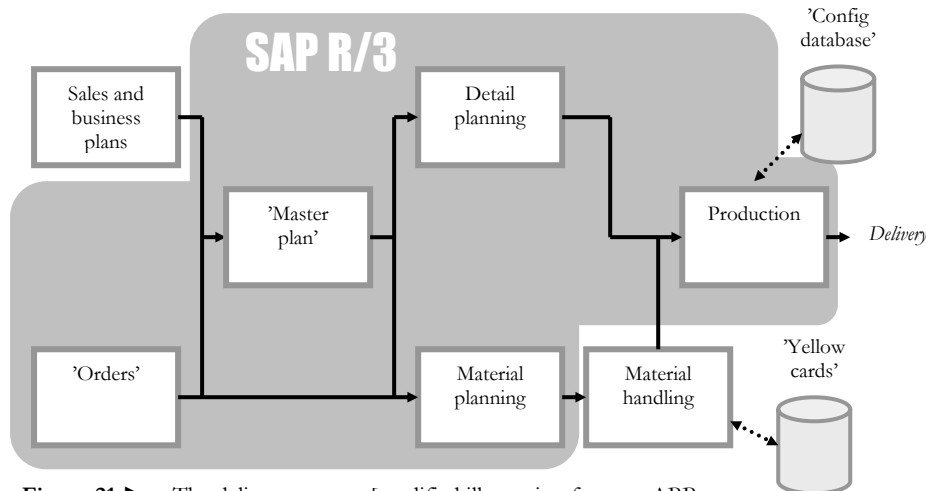 SAP R/3
’Config
database’
Sales and
business
plans
Detail
planning
’Master
plan’
Production
Delivery
’Orders’
Material
planning
Material
handling
’Yellow
cards’